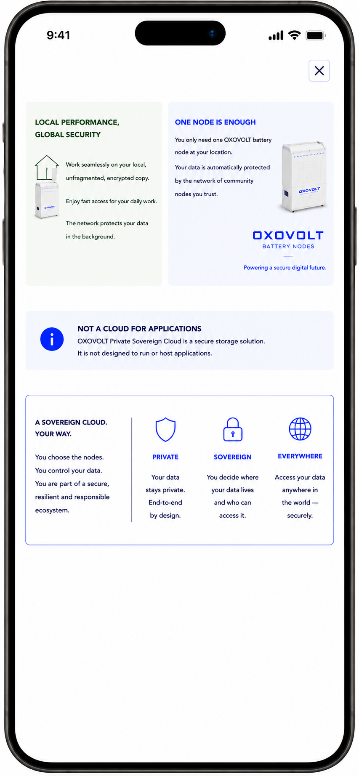 9:41
LOCAL PERFORMANCE,
GLOBAL SECURITY
Work seamlessly on your local,
unfragmented, encrypted copy.
Enjoy fast access for your daily work.
The network protects your data
in the background.
ONE NODE IS ENOUGH
You only need one OXOVOLT battery
node at your location.
Your data is automatically protected
by the network of community
nodes you trust.
OXOVOLT
OXOVOLT
BATTERY NODES
Powering a secure digital future.
NOT A CLOUD FOR APPLICATIONS
OXOVOLT Private Sovereign Cloud is a secure storage solution.
It is not designed to run or host applications.
A SOVEREIGN CLOUD.
YOUR WAY.
You choose the nodes.
You control your data.
You are part of a secure,
resilient and responsible
ecosystem.
PRIVATE
Your data
stays private.
End-to-end
by design.
SOVEREIGN
You decide where
your data lives
and who can
access it.
EVERYWHERE
Access your data
anywhere in
the world —
securely.